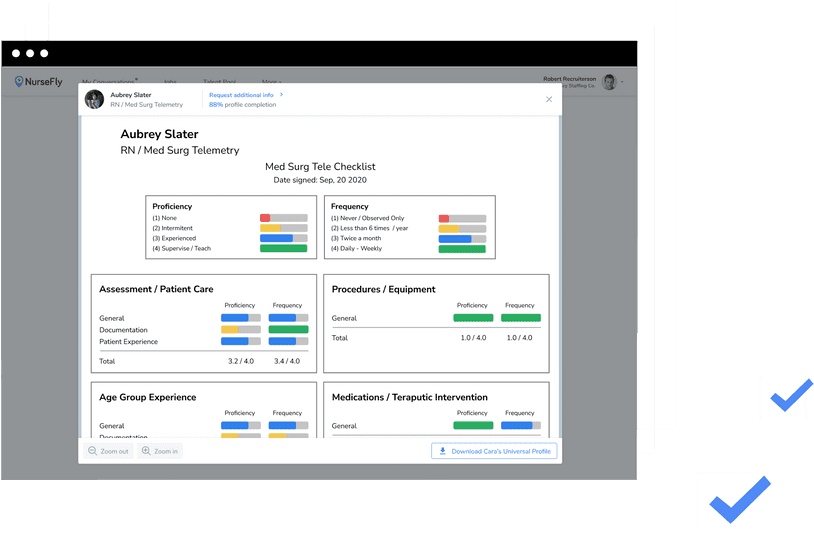 NurseFly
My Conversations Jobs Talent Pool More
Robert Recruiterson
Staffing Co.
Aubrey Slater
RN / Med Surg Telemetry
Request additional info
88% profile completion
Aubrey Slater
RN / Med Surg Telemetry
Med Surg Tele Checklist
Date signed: Sep, 20 2020
Proficiency
(1) None
(2) Intermitent
(3) Experienced
(4) Supervise / Teach
Frequency
(1) Never / Observed Only
(2) Less than 6 times / year
(3) Twice a month
(4) Daily - Weekly
Assessment / Patient Care
Proficiency Frequency
General
Documentation
Patient Experience
Total 3.2 / 4.0 3.4 / 4.0
Procedures / Equipment
Proficiency Frequency
General
Total 1.0 / 4.0 1.0 / 4.0
Age Group Experience
Proficiency Frequency
General
Documentation
Medications / Teraputic Intervention
Proficiency Frequency
General
Zoom out Zoom in
Download Cara's Universal Profile